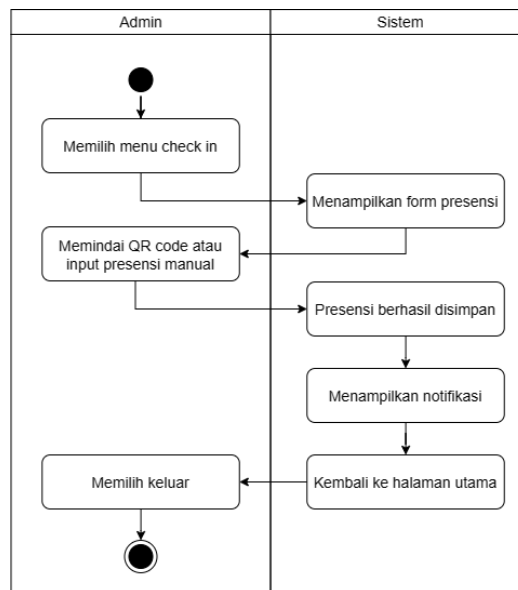 Admin
Sistem
Memilih menu check in
Menampilkan form presensi
Memindai QR code atau
input presensi manual
Presensi berhasil disimpan
Menampilkan notifikasi
Kembali ke halaman utama
Memilih keluar